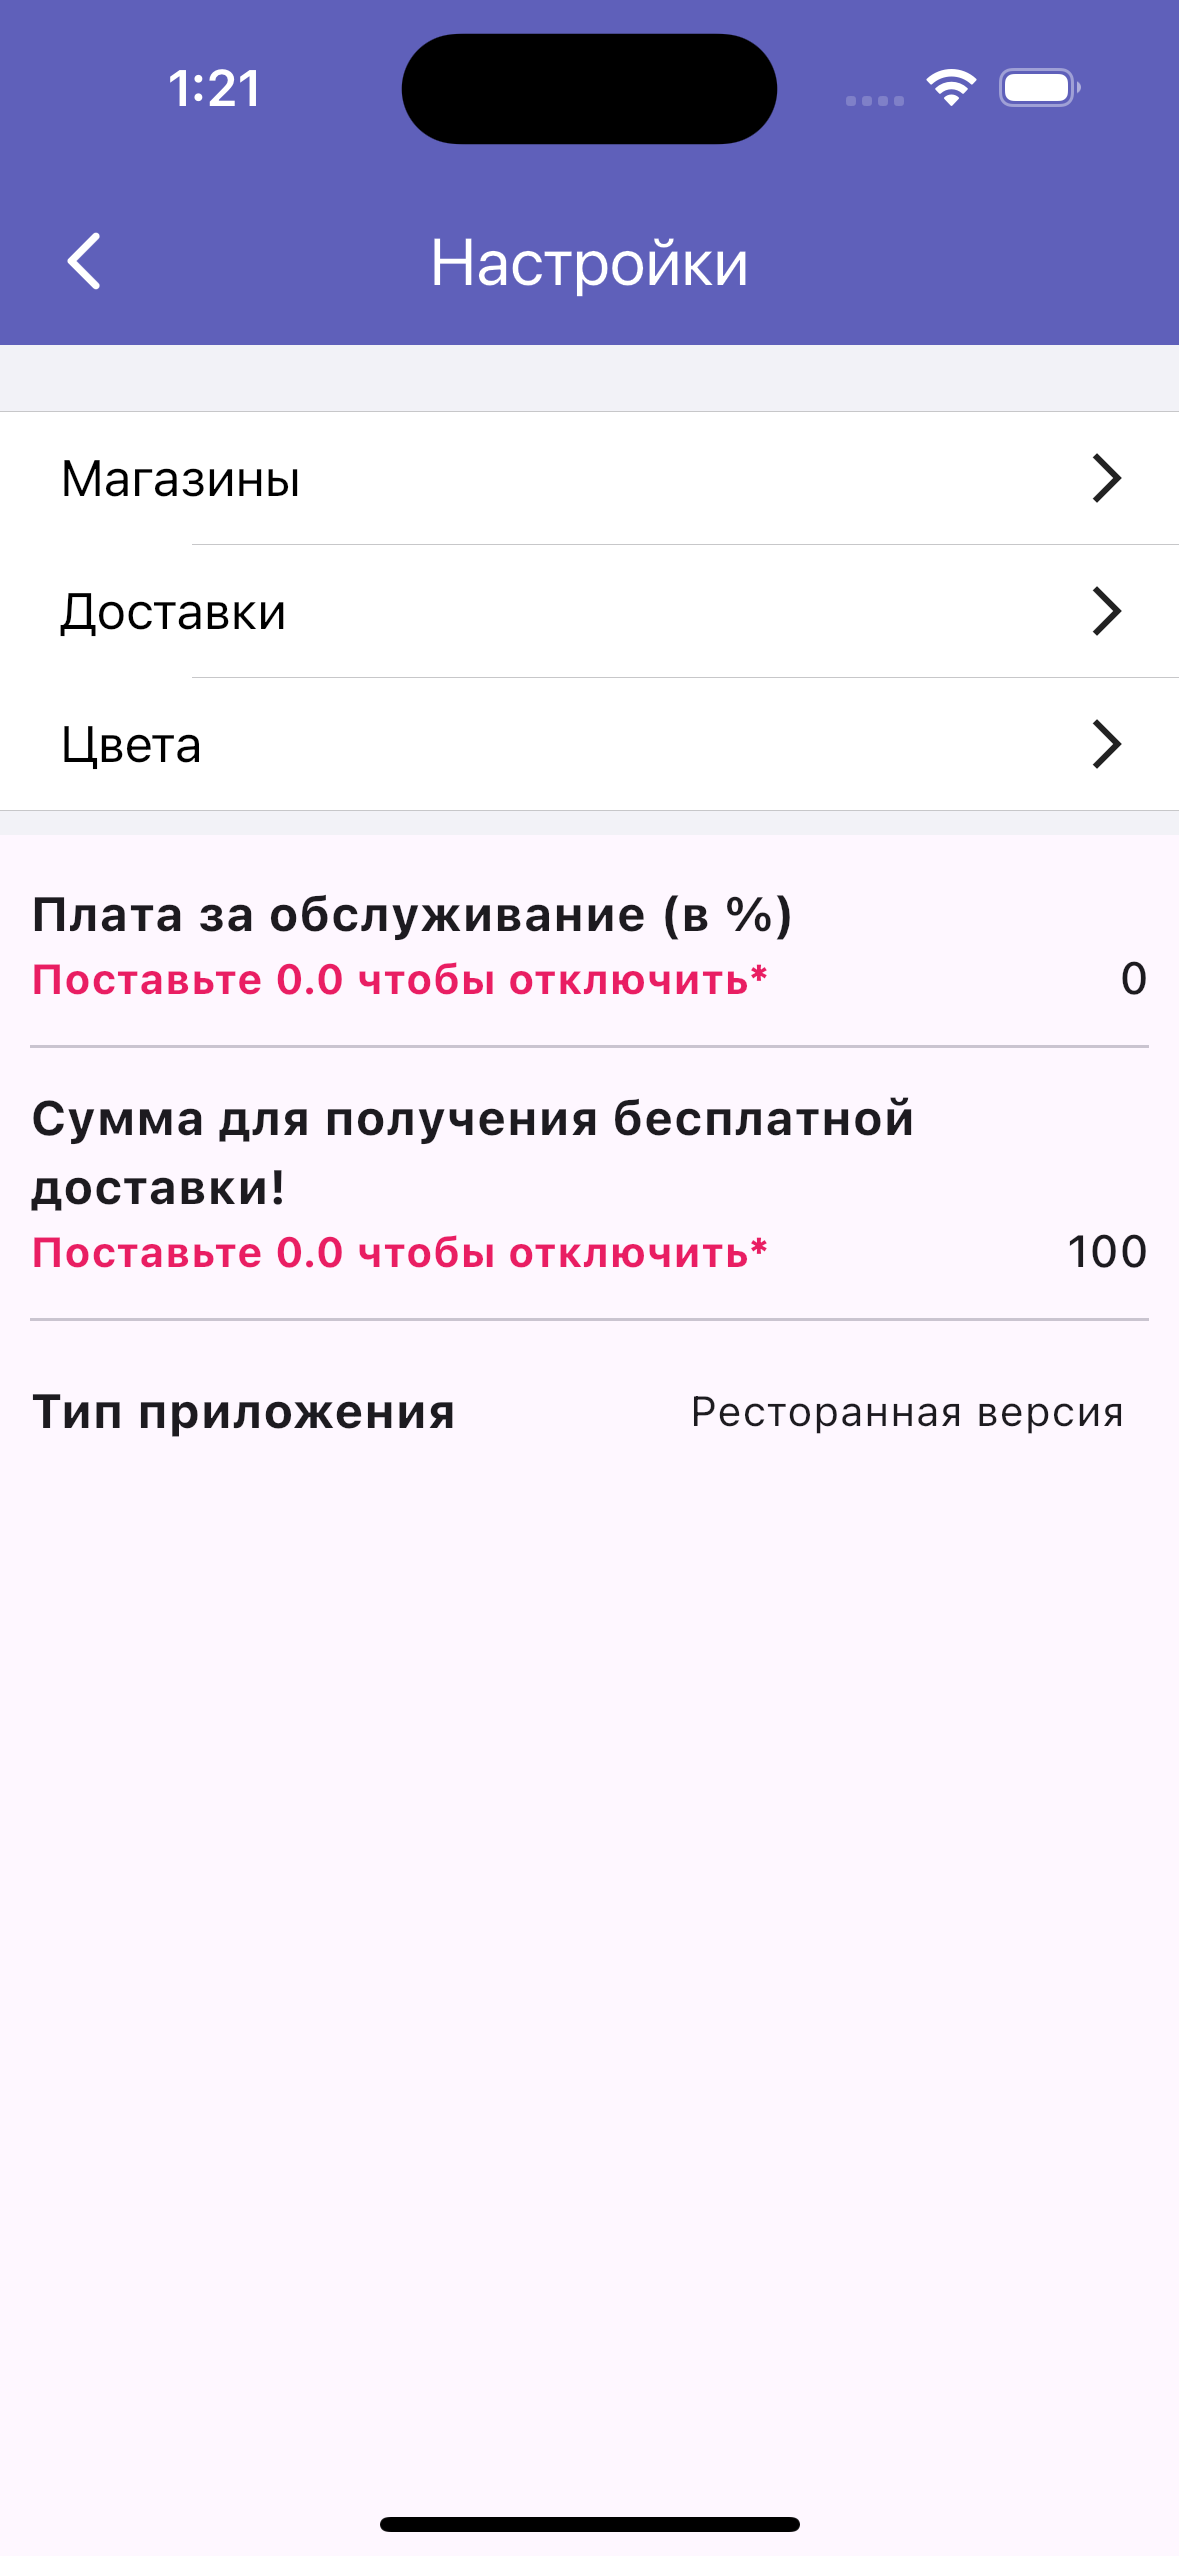 1:21
Настройки
Магазины
Доставки
Цвета
Плата за обслуживание (в %)
Поставьте 0.0 чтобы отключить* 0
Сумма для получения бесплатной
доставки!
Поставьте 0.0 чтобы отключить* 100
Тип приложения Ресторанная версия